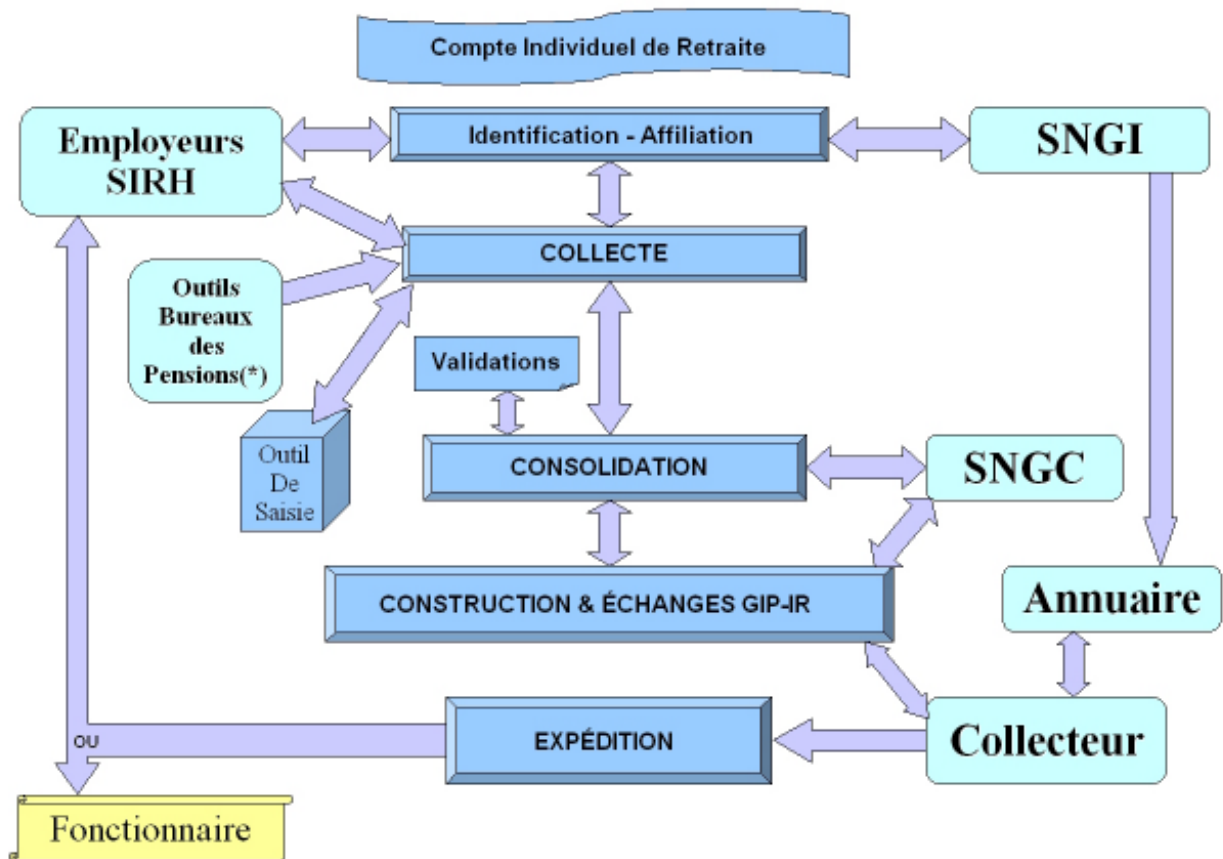 Compte Individuel de Retraite
Employeurs
SIRH
Identification - Affiliation
SNGI
COLLECTE
Outils
Bureaux
des
Pensions(*)
Validations
Outil
De
Saisie
CONSOLIDATION
SNGC
CONSTRUCTION & ÉCHANGES GIP-IR
Annuaire
OU
EXPÉDITION
Collecteur
Fonctionnaire